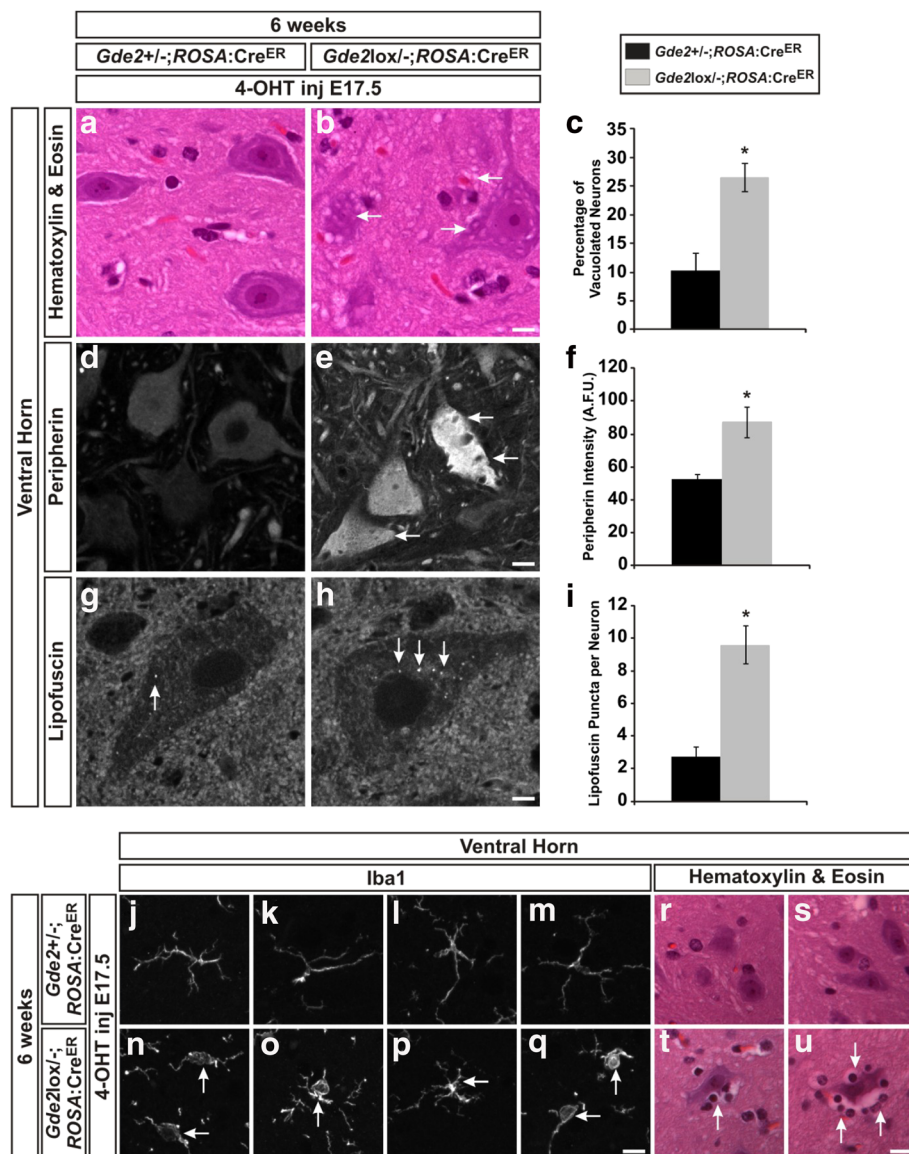 6 weeks
Gde2+/-;ROSA:CreER
Gde2lox/-;ROSA:CreER
4-OHT inj E17.5
Gde2+/-;ROSA:CreER
Gde2lox/-;ROSA:CreER
Ventral Horn
Hematoxylin & Eosin
a
b
c
Percentage of
Vacuolated Neurons
35
30
25
20
15
10
5
0
*
Peripherin
d
e
f
Peripherin Intensity (A.F.U.)
120
100
80
60
40
20
0
*
Lipofuscin
g
h
i
Lipofuscin Puncta per Neuron
12
10
8
6
4
2
0
*
Ventral Horn
Iba1
Hematoxylin & Eosin
6 weeks
Gde2+/-;
ROSA:CreER
Gde2lox/-;
ROSA:CreER
4-OHT inj E17.5
j
k
l
m
r
s
n
o
p
q
t
u